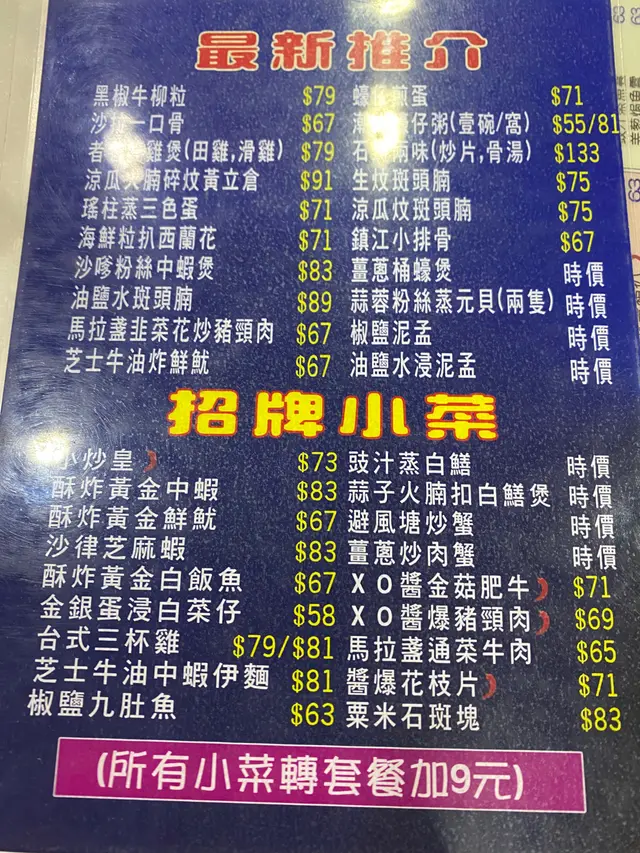 最新推介
黑椒牛柳粒 $79
沙 一口骨 $67
者 雞煲(田雞,滑雞) $79
涼瓜火腩碎炆黃立倉 $91
瑤柱蒸三色蛋 $71
海鮮粒扒西蘭花 $71
沙嗲粉絲中蝦煲 $83
油鹽水斑頭腩 $89
馬拉盞韭菜花炒豬頸肉 $67
芝士牛油炸鮮魷 $67
蠔仔煎蛋 $71
仔粥(壹碗/窩) $55/81
石 兩味(炒片,骨湯) $133
生炆斑頭腩 $75
涼瓜炆斑頭腩 $75
鎮江小排骨 $67
薑蔥桶蠔煲 時價
蒜蓉粉絲蒸元貝(兩隻) 時價
椒鹽泥孟 時價
油鹽水浸泥孟 時價
招牌小菜
小炒皇 $73
酥炸黃金中蝦 $83
酥炸黃金鮮魷 $67
沙律芝麻蝦 $83
酥炸黃金白飯魚 $67
金銀蛋浸白菜仔 $58
台式三杯雞 $79/$81
芝士牛油中蝦伊麵 $81
椒鹽九肚魚 $63
豉汁蒸白鱔 時價
蒜子火腩扣白鱔煲 時價
避風塘炒蟹 時價
薑蔥炒肉蟹 時價
XO醬金菇肥牛 $71
XO醬爆豬頸肉 $69
馬拉盞通菜牛肉 $65
醬爆花枝片 $71
粟米石斑塊 $83
(所有小菜轉套餐加9元)